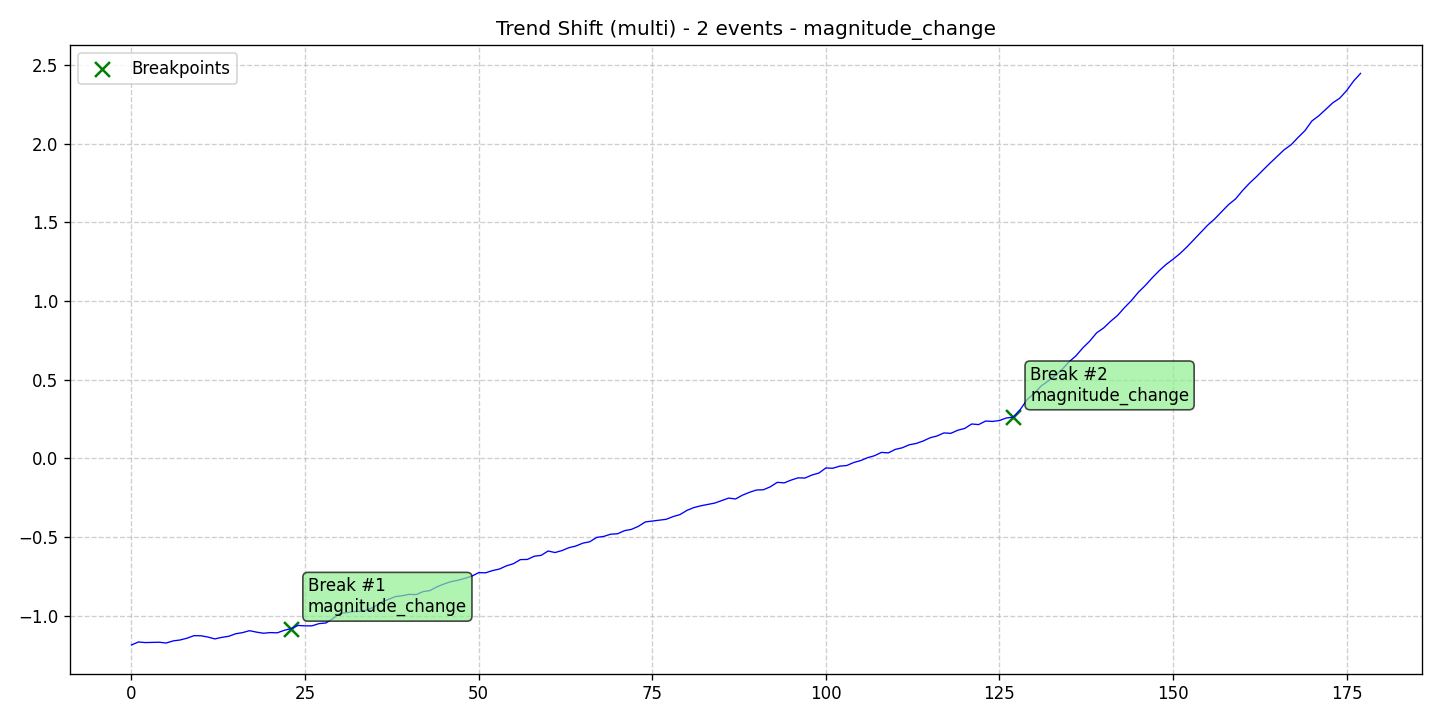 Trend Shift (multi) - 2 events - magnitude_change
2.5
2.0
1.5
1.0
0.5
0.0
−0.5
−1.0
Breakpoints
Break #2
magnitude_change
Break #1
magnitude_change
0
25
50
75
100
125
150
175